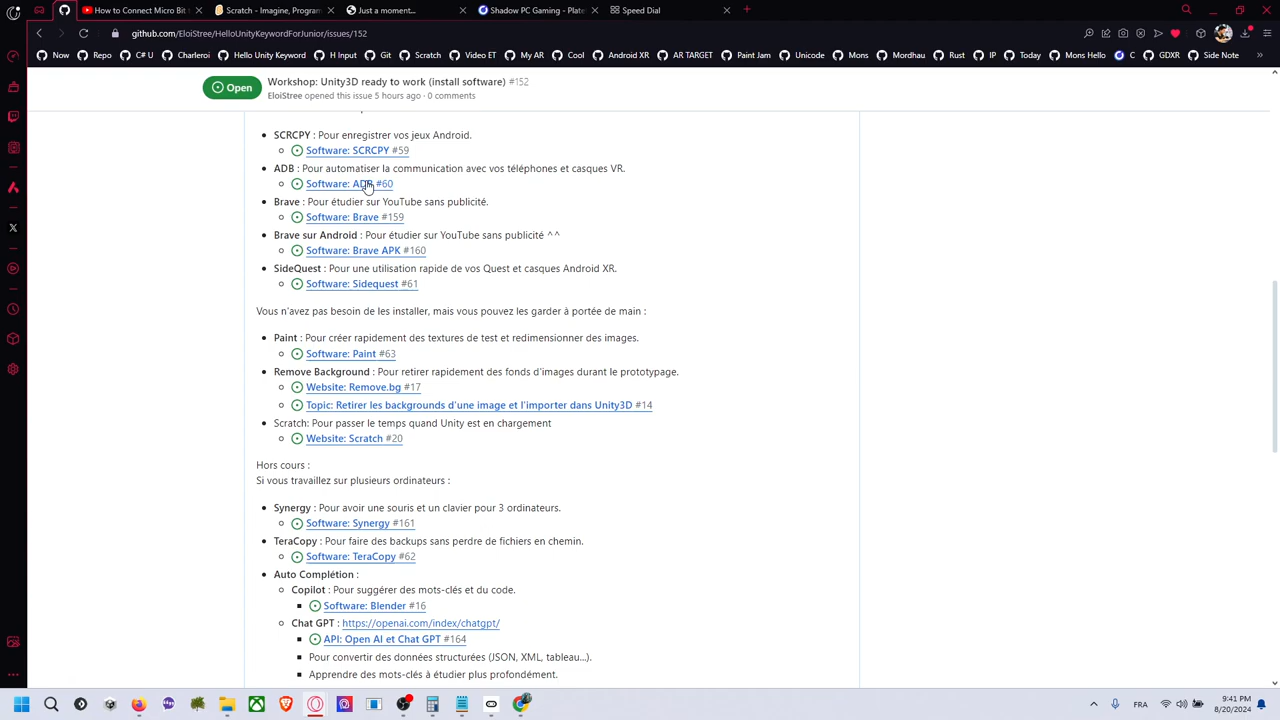 How to Connect Micro Bit
Scratch - Imagine, Program
Just a moment...
Shadow PC Gaming - Plate
Speed Dial
github.com/EloiStree/HelloUnityKeywordForJunior/issues/152
Now
Repo
C# U
Charleroi
Hello Unity Keyword
H Input
Git
Scratch
Video ET
My AR
Cool
Android XR
AR TARGET
Paint Jam
Unicode
Mons
Mordhau
Rust
IP
Today
Mons Hello
C
GDXR
Side Note
Open
Workshop: Unity3D ready to work (install software) #152
EloiStree opened this issue 5 hours ago · 0 comments
SCRCPY : Pour enregistrer vos jeux Android.
Software: SCRCPY #59
ADB : Pour automatiser la communication avec vos téléphones et casques VR.
Software: ADB #60
Brave : Pour étudier sur YouTube sans publicité.
Software: Brave #159
Brave sur Android : Pour étudier sur YouTube sans publicité ^^
Software: Brave APK #160
SideQuest : Pour une utilisation rapide de vos Quest et casques Android XR.
Software: Sidequest #61
Vous n'avez pas besoin de les installer, mais vous pouvez les garder à portée de main :
Paint : Pour créer rapidement des textures de test et redimensionner des images.
Software: Paint #63
Remove Background : Pour retirer rapidement des fonds d'images durant le prototypage.
Website: Remove.bg #17
Topic: Retirer les backgrounds d'une image et l'importer dans Unity3D #14
Scratch: Pour passer le temps quand Unity est en chargement
Website: Scratch #20
Hors cours :
Si vous travaillez sur plusieurs ordinateurs :
Synergy : Pour avoir une souris et un clavier pour 3 ordinateurs.
Software: Synergy #161
TeraCopy : Pour faire des backups sans perdre de fichiers en chemin.
Software: TeraCopy #62
Auto Complétion :
Copilot : Pour suggérer des mots-clés et du code.
Software: Blender #16
Chat GPT : https://openai.com/index/chatgpt/
API: Open AI et Chat GPT #164
Pour convertir des données structurées (JSON, XML, tableau...).
Apprendre des mots-clés à étudier plus profondément.
FRA
9:41 PM
8/20/2024